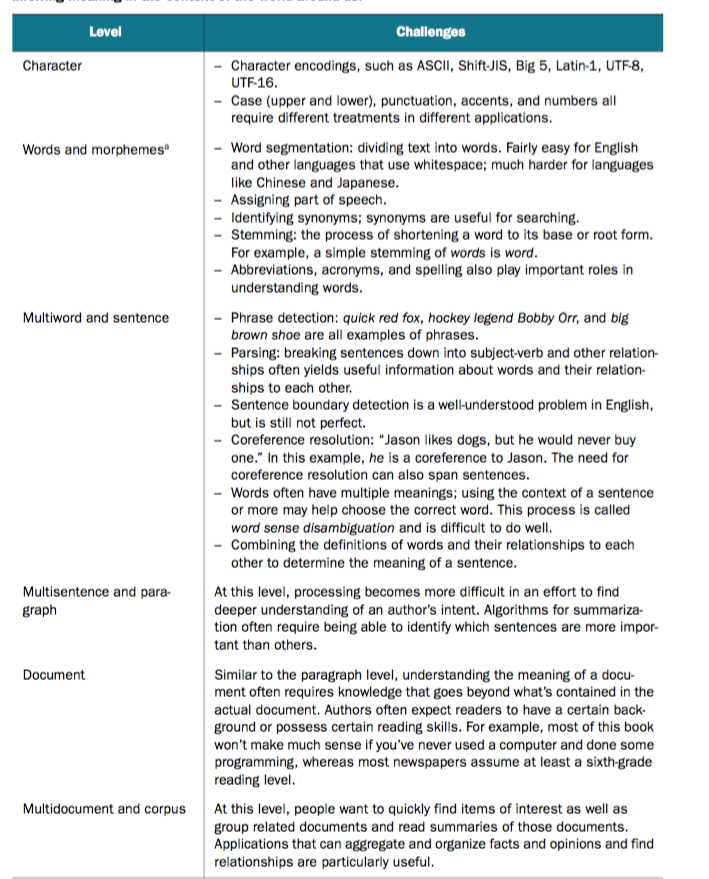 Level Challenges
Character – Character encodings, such as ASCII, Shift-JIS, Big 5, Latin-1, UTF-8,
UTF-16.
– Case (upper and lower), punctuation, accents, and numbers all
require different treatments in different applications.
Words and morphemesª – Word segmentation: dividing text into words. Fairly easy for English
and other languages that use whitespace; much harder for languages
like Chinese and Japanese.
– Assigning part of speech.
– Identifying synonyms; synonyms are useful for searching.
– Stemming: the process of shortening a word to its base or root form.
For example, a simple stemming of words is word.
– Abbreviations, acronyms, and spelling also play important roles in
understanding words.
Multiword and sentence – Phrase detection: quick red fox, hockey legend Bobby Orr, and big
brown shoe are all examples of phrases.
– Parsing: breaking sentences down into subject-verb and other relation-
ships often yields useful information about words and their relation-
ships to each other.
– Sentence boundary detection is a well-understood problem in English,
but is still not perfect.
– Coreference resolution: “Jason likes dogs, but he would never buy
one.” In this example, he is a coreference to Jason. The need for
coreference resolution can also span sentences.
– Words often have multiple meanings; using the context of a sentence
or more may help choose the correct word. This process is called
word sense disambiguation and is difficult to do well.
– Combining the definitions of words and their relationships to each
other to determine the meaning of a sentence.
Multisentence and para-
graph
At this level, processing becomes more difficult in an effort to find
deeper understanding of an author’s intent. Algorithms for summariza-
tion often require being able to identify which sentences are more impor-
tant than others.
Document
Similar to the paragraph level, understanding the meaning of a docu-
ment often requires knowledge that goes beyond what’s contained in the
actual document. Authors often expect readers to have a certain back-
ground or possess certain reading skills. For example, most of this book
won’t make much sense if you’ve never used a computer and done some
programming, whereas most newspapers assume at least a sixth-grade
reading level.
Multidocument and corpus
At this level, people want to quickly find items of interest as well as
group related documents and read summaries of those documents.
Applications that can aggregate and organize facts and opinions and find
relationships are particularly useful.